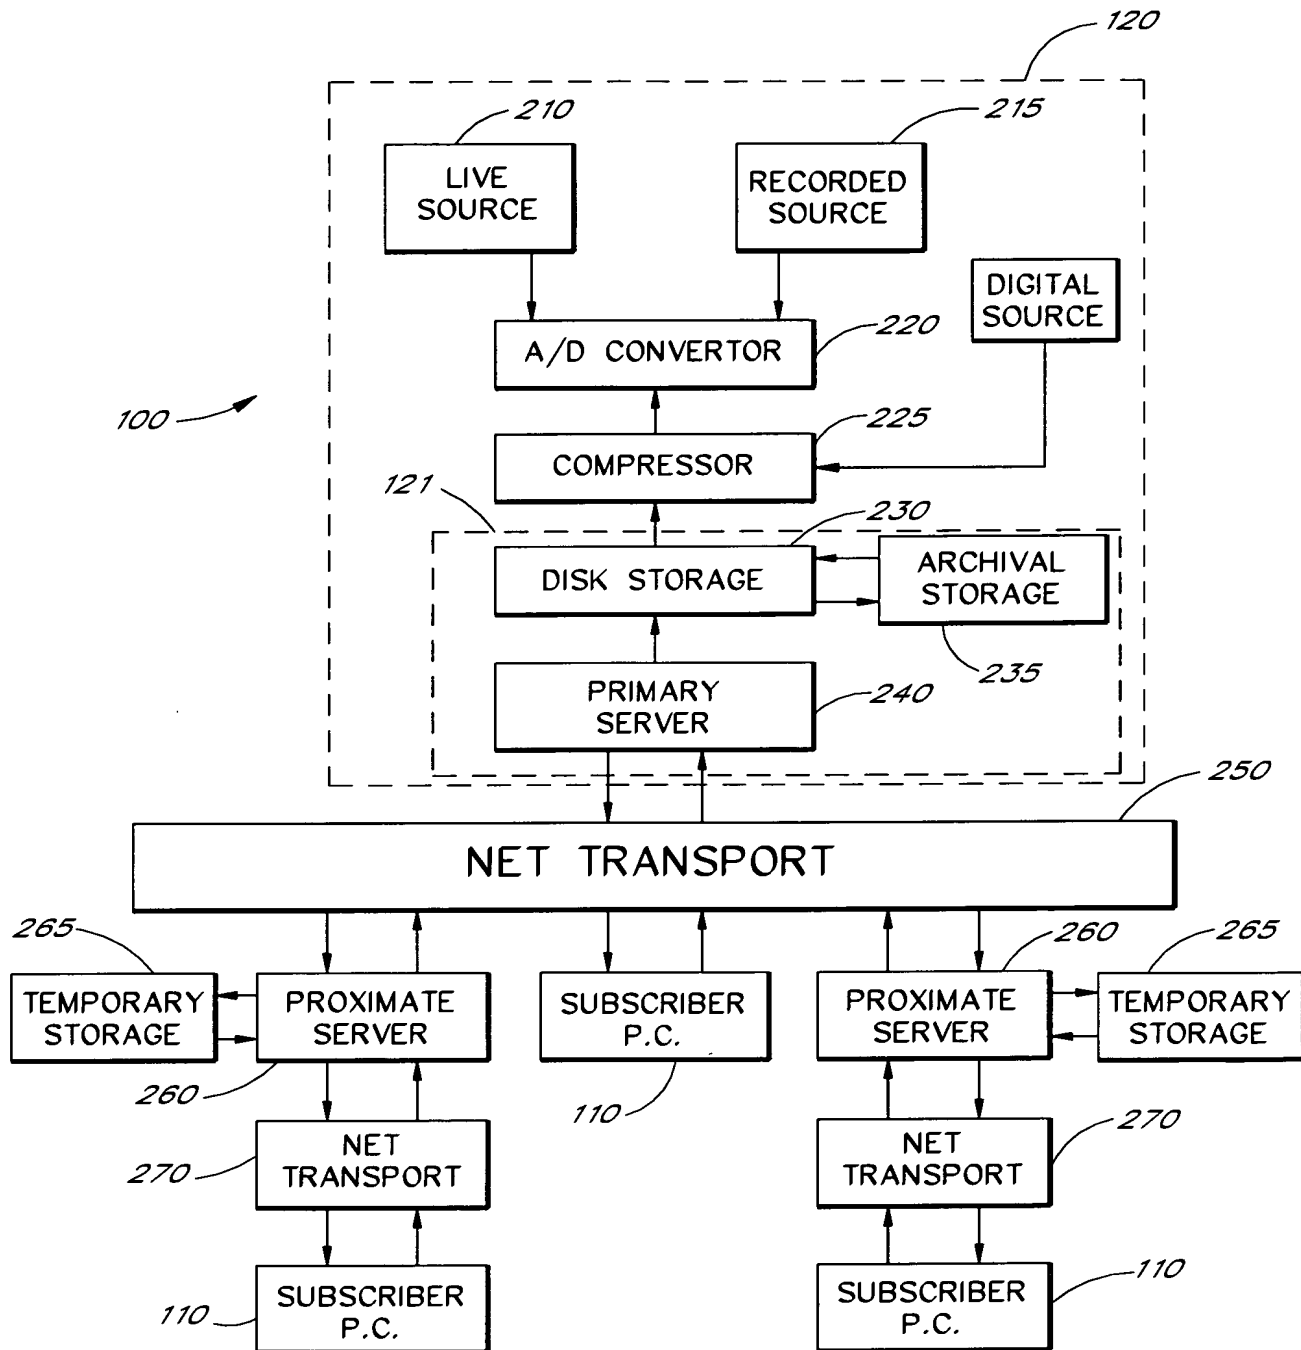 120
210
215
LIVE
SOURCE
RECORDED
SOURCE
DIGITAL
SOURCE
220
A/D CONVERTOR
100
225
COMPRESSOR
121
230
DISK STORAGE
ARCHIVAL
STORAGE
235
PRIMARY
SERVER
240
250
NET TRANSPORT
265
260
265
TEMPORARY
STORAGE
PROXIMATE
SERVER
SUBSCRIBER
P.C.
PROXIMATE
SERVER
TEMPORARY
STORAGE
260
110
270
NET
TRANSPORT
270
NET
TRANSPORT
110
SUBSCRIBER
P.C.
SUBSCRIBER
P.C.
110